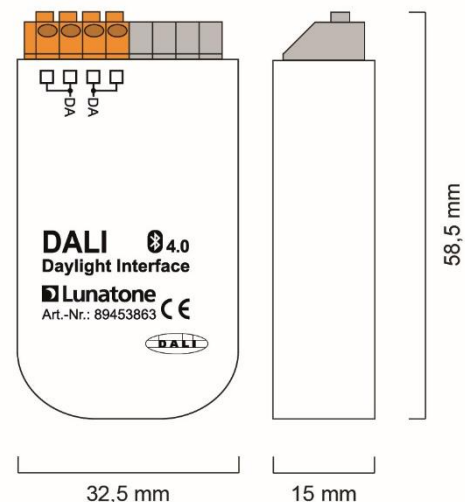 DA DA
DALI 4.0
Daylight Interface
Lunatone
Art.-Nr.: 89453863 CE
DALI
58,5 mm
32,5 mm
15 mm